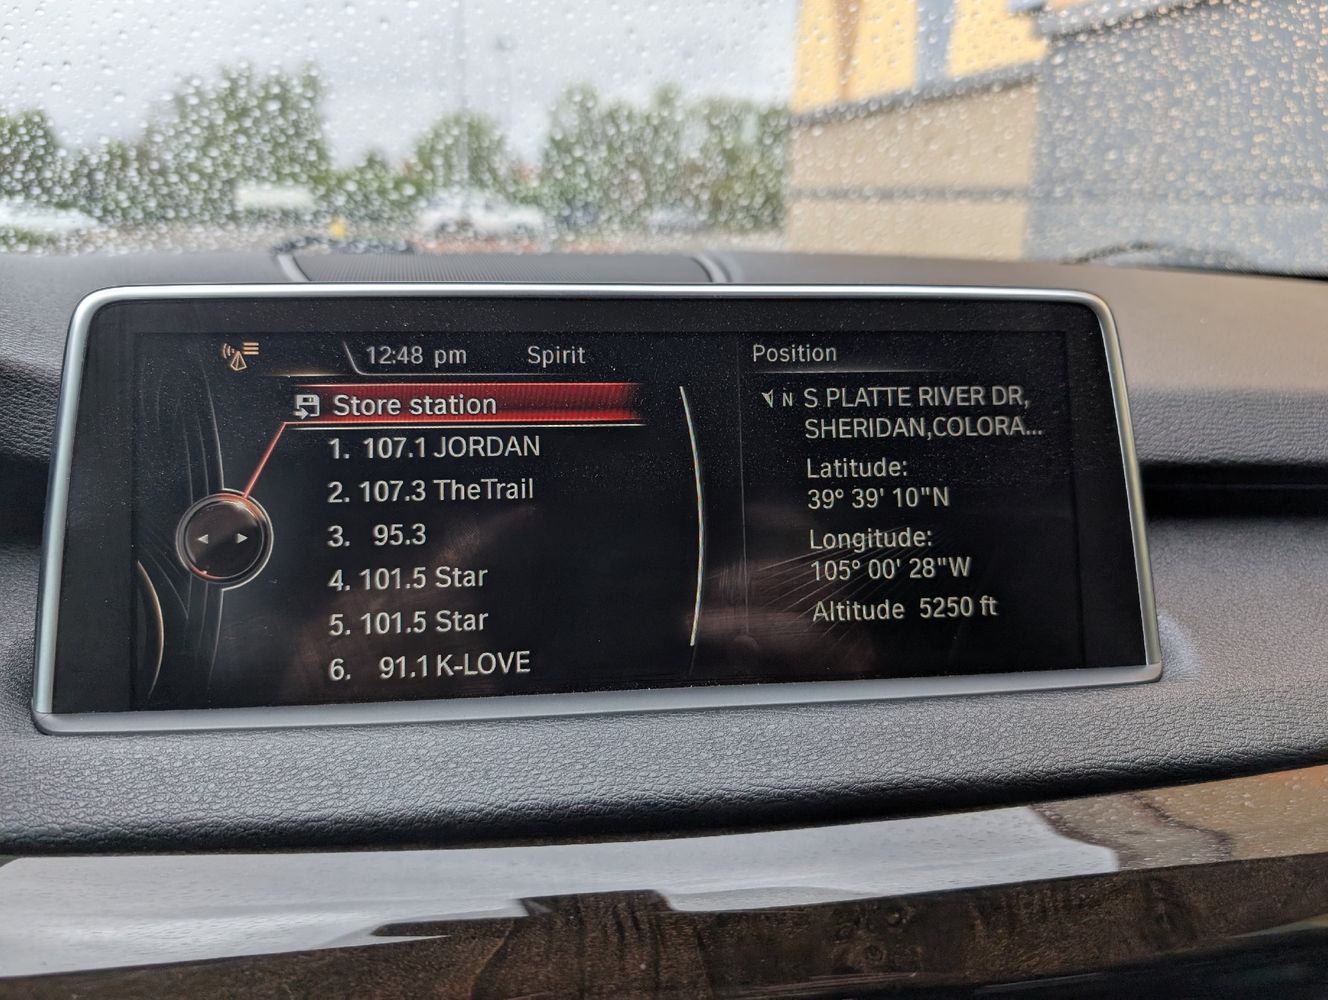 12:48 pm Spirit
Store station
1. 107.1 JORDAN
2. 107.3 TheTrail
3. 95.3
4. 101.5 Star
5. 101.5 Star
6. 91.1 K-LOVE
Position
N S PLATTE RIVER DR,
SHERIDAN,COLORA...
Latitude:
39° 39' 10"N
Longitude:
105° 00' 28"W
Altitude 5250 ft